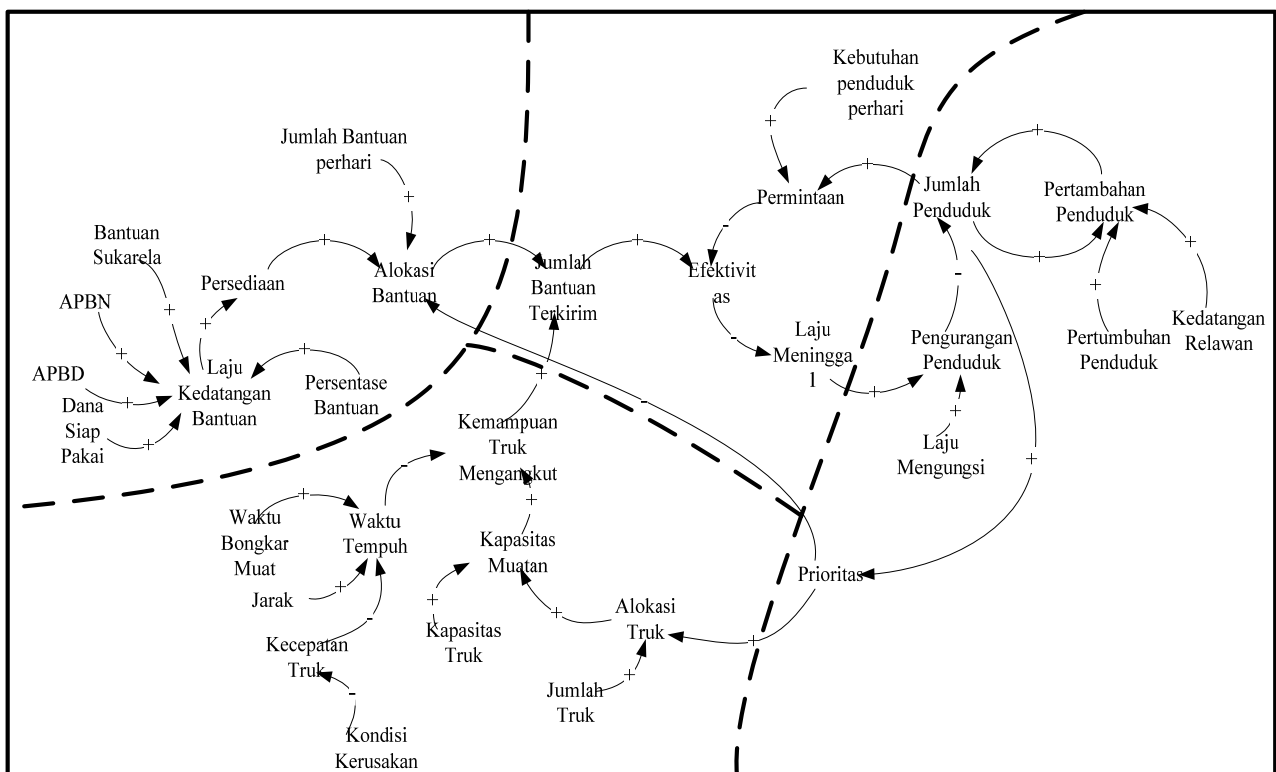 Kebutuhan
penduduk
perhari
Jumlah Bantuan
perhari
Permintaan
Jumlah
Penduduk
Pertambahan
Penduduk
Bantuan
Sukarela
Persediaan
Alokasi
Bantuan
Jumlah
Bantuan
Terkirim
Efektivit
as
APBN
APBD
Dana
Siap
Pakai
Laju
Kedatangan
Bantuan
Persentase
Bantuan
Laju
Meningga
l
Pengurangan
Penduduk
Pertumbuhan
Penduduk
Kedatangan
Relawan
Laju
Mengungsi
Kemampuan
Truk
Mengangkut
Waktu
Bongkar
Muat
Waktu
Tempuh
Kapasitas
Muatan
Prioritas
Jarak
Alokasi
Truk
Kapasitas
Truk
Kecepatan
Truk
Jumlah
Truk
Kondisi
Kerusakan